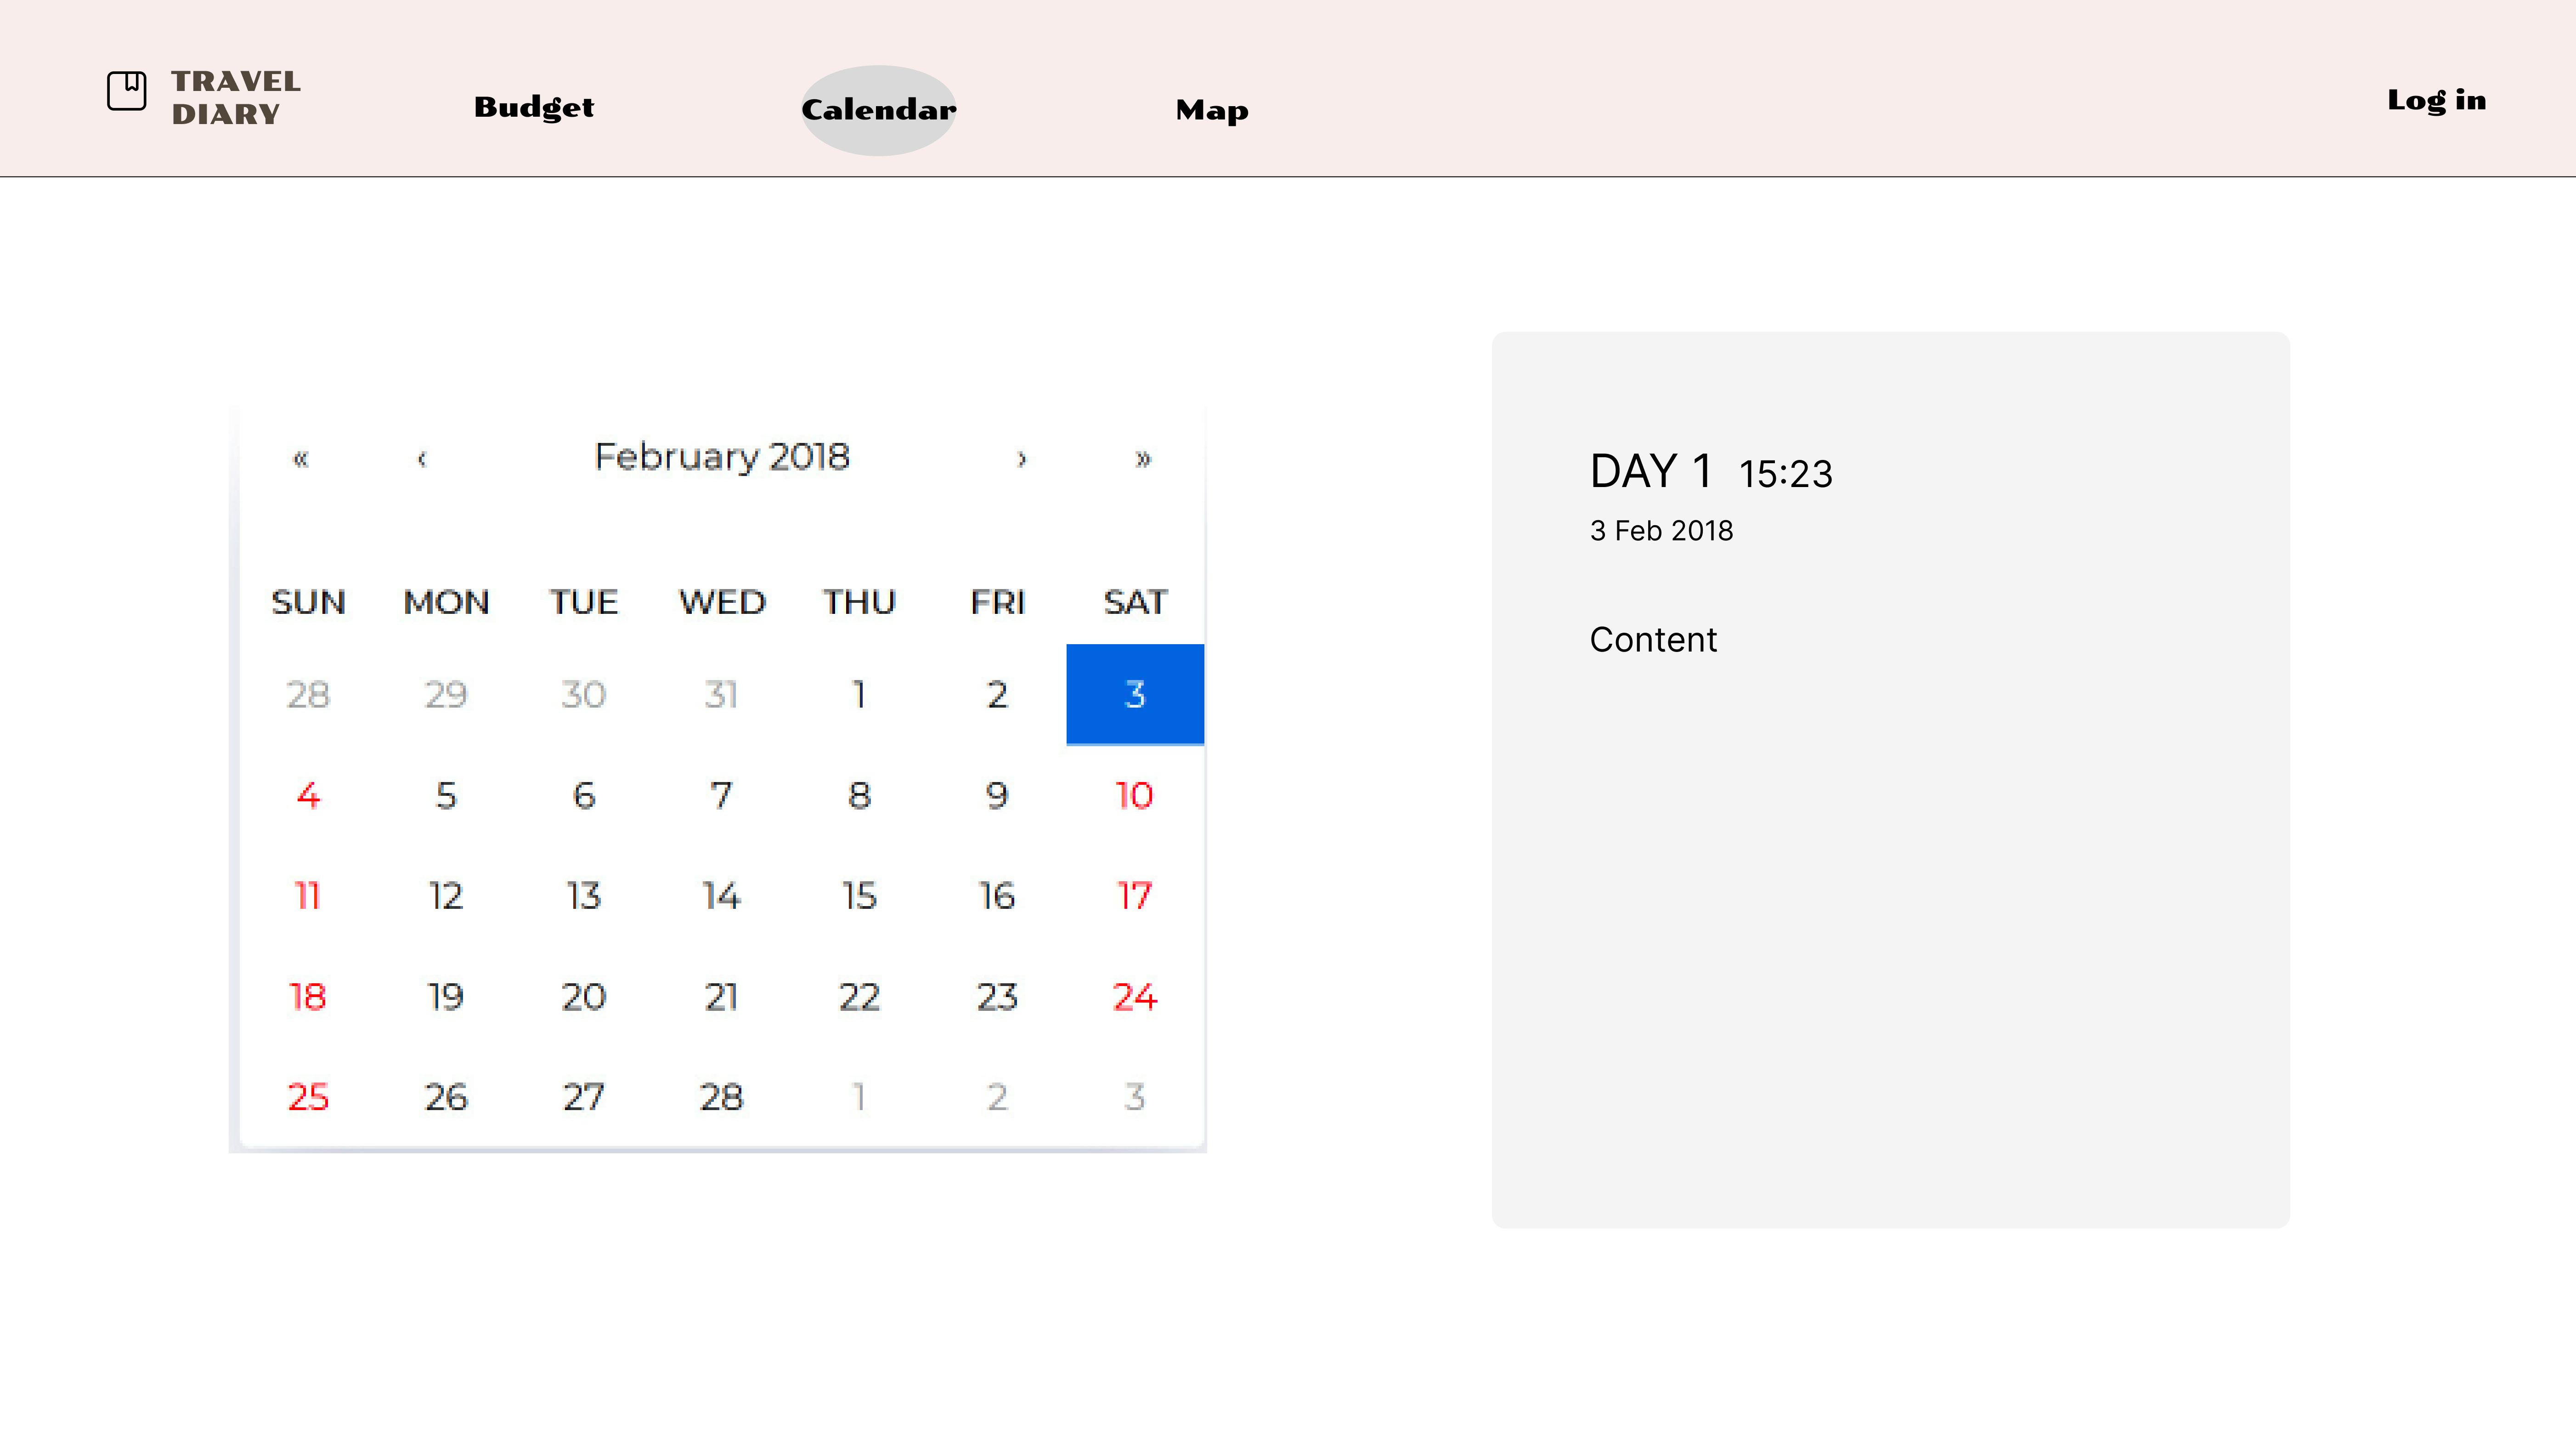 TRAVEL
DIARY
Budget
Calendar
Map
Log in
« ‹ February 2018 › »
SUN MON TUE WED THU FRI SAT
28 29 30 31 1 2 3
4 5 6 7 8 9 10
11 12 13 14 15 16 17
18 19 20 21 22 23 24
25 26 27 28 1 2 3
DAY 1 15:23
3 Feb 2018
Content